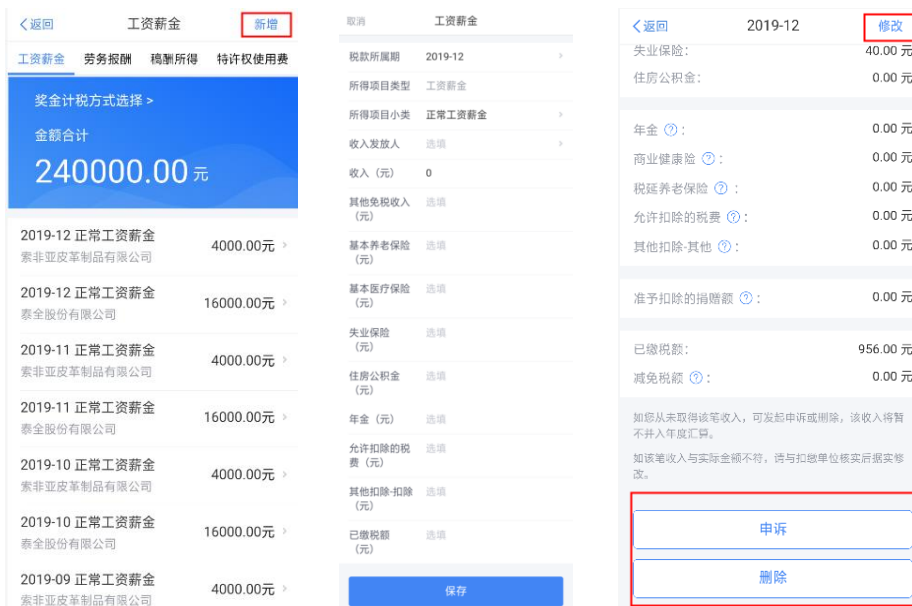 返回
工资薪金
新增
工资薪金 劳务报酬 稿酬所得 特许权使用费
奖金计税方式选择 >
金额合计
240000.00 元
2019-12 正常工资薪金
索非亚皮革制品有限公司
4000.00元
2019-12 正常工资薪金
泰全股份有限公司
16000.00元
2019-11 正常工资薪金
索非亚皮革制品有限公司
4000.00元
2019-11 正常工资薪金
泰全股份有限公司
16000.00元
2019-10 正常工资薪金
索非亚皮革制品有限公司
4000.00元
2019-10 正常工资薪金
泰全股份有限公司
16000.00元
2019-09 正常工资薪金
索非亚皮革制品有限公司
4000.00元
取消
工资薪金
税款所属期 2019-12
所得项目类型 工资薪金
所得项目小类 正常工资薪金
收入发放人 选填
收入（元） 0
其他免税收入 选填
（元）
基本养老保险 选填
（元）
基本医疗保险 选填
（元）
失业保险 选填
（元）
住房公积金 选填
（元）
年金（元） 选填
允许扣除的税 选填
费（元）
其他扣除-扣除 选填
（元）
已缴税额 选填
（元）
保存
返回
2019-12
修改
失业保险： 40.00 元
住房公积金： 0.00 元
年金 ?： 0.00 元
商业健康险 ?： 0.00 元
税延养老保险 ?： 0.00 元
允许扣除的税费 ?： 0.00 元
其他扣除-其他 ?： 0.00 元
准予扣除的捐赠额 ?： 0.00 元
已缴税额： 956.00 元
减免税额 ?： 0.00 元
如您从未取得该笔收入，可发起申诉或删除，该收入将暂
不并入年度汇算。
如该笔收入与实际金额不符，请与扣缴单位核实后据实修
改。
申诉
删除